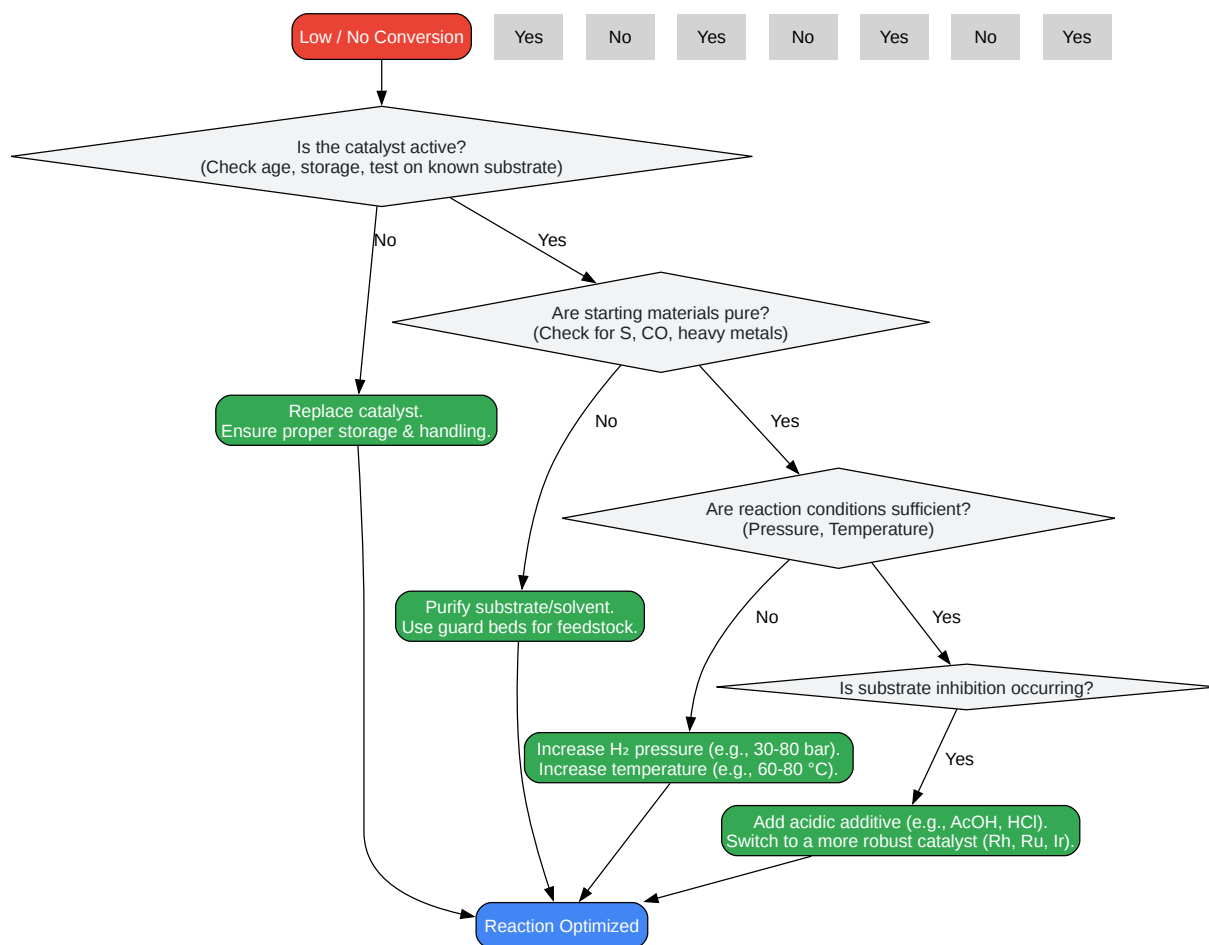 Low / No Conversion
Yes
No
Yes
No
Yes
No
Yes
Is the catalyst active?
(Check age, storage, test on known substrate)
No
Yes
Are starting materials pure?
(Check for S, CO, heavy metals)
Replace catalyst.
Ensure proper storage & handling.
No
Yes
Are reaction conditions sufficient?
(Pressure, Temperature)
Purify substrate/solvent.
Use guard beds for feedstock.
No
Yes
Is substrate inhibition occurring?
Increase H₂ pressure (e.g., 30-80 bar).
Increase temperature (e.g., 60-80 °C).
Yes
Add acidic additive (e.g., AcOH, HCl).
Switch to a more robust catalyst (Rh, Ru, Ir).
Reaction Optimized